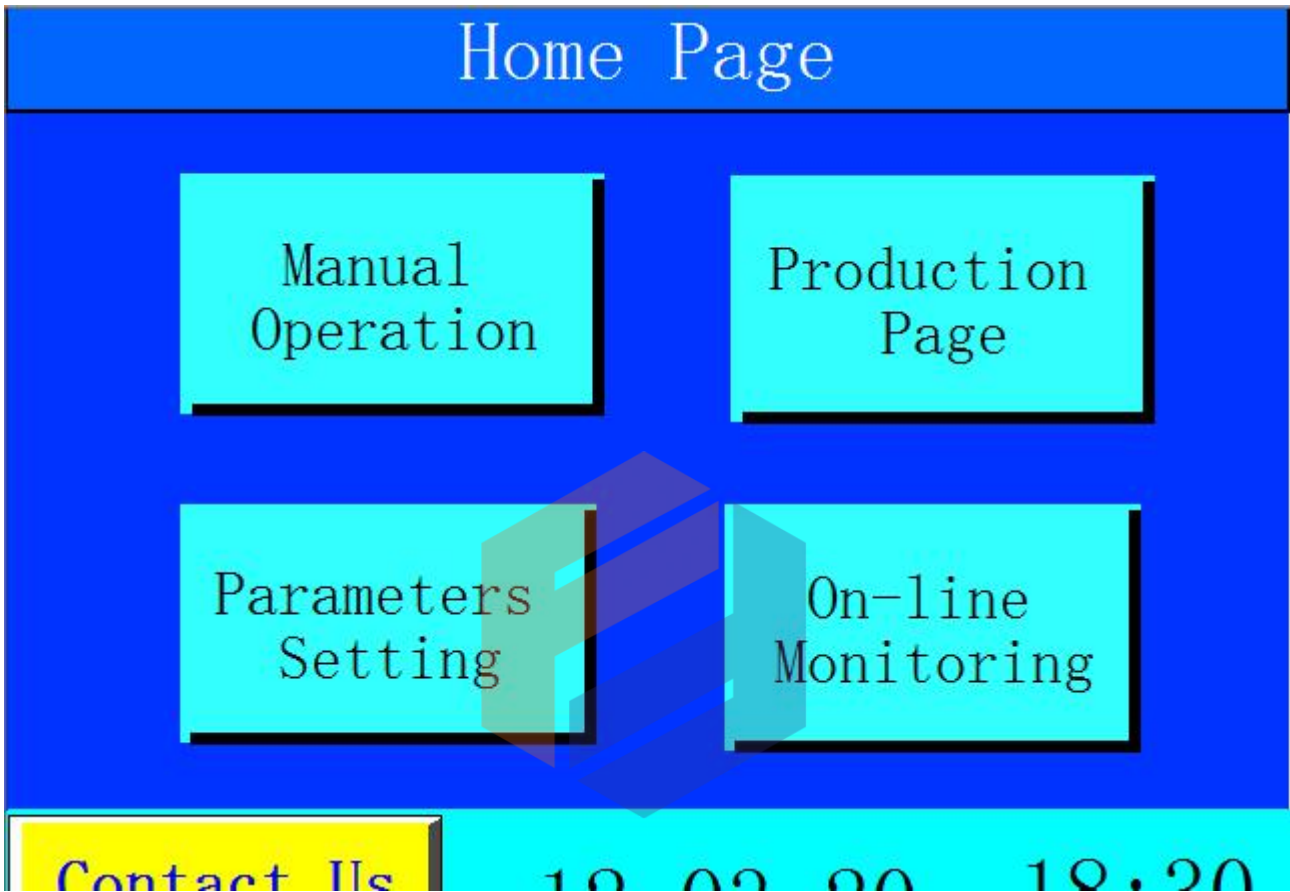 Home Page
Manual
Operation
Production
Page
Parameters
Setting
On-line
Monitoring
Contact Us